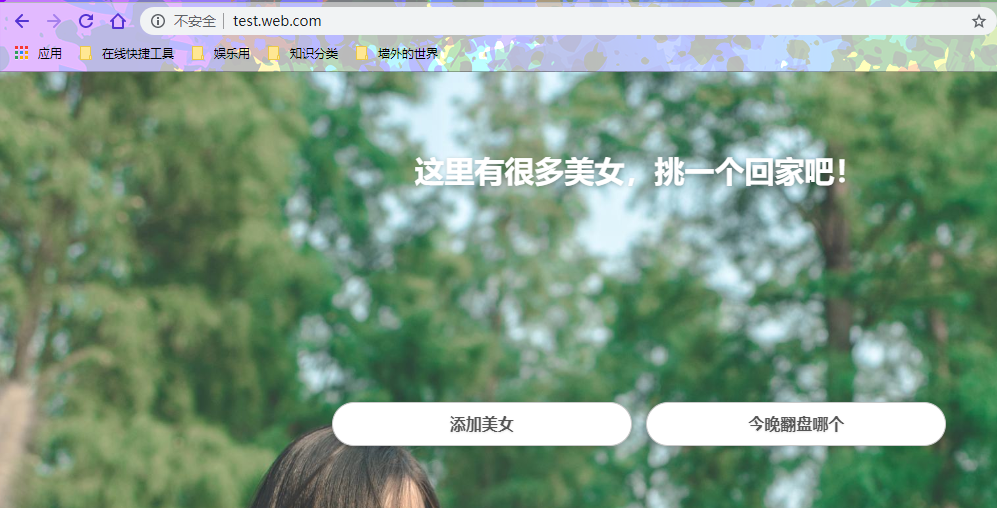 不安全 test.web.com
应用 在线快捷工具 娱乐用 知识分类 墙外的世界
这里有很多美女，挑一个回家吧！
添加美女 今晚翻盘哪个